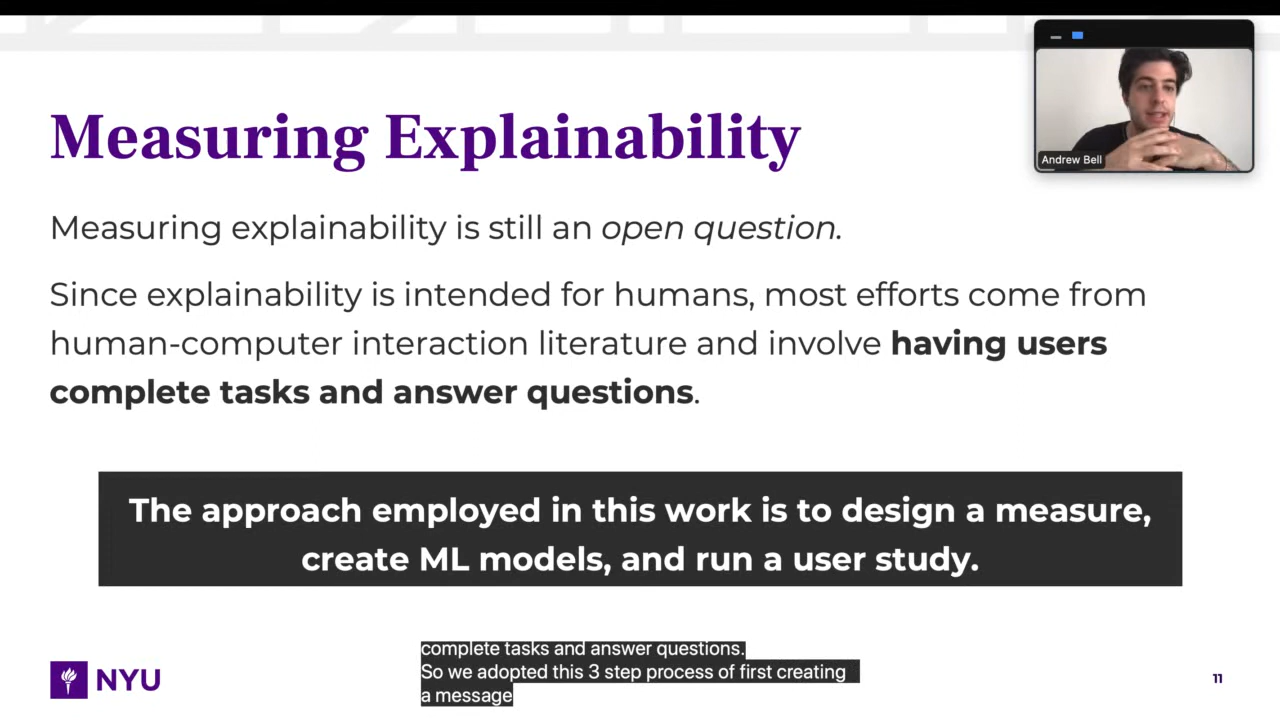 Measuring Explainability
Andrew Bell
Measuring explainability is still an open question.
Since explainability is intended for humans, most efforts come from
human-computer interaction literature and involve having users
complete tasks and answer questions.
The approach employed in this work is to design a measure,
create ML models, and run a user study.
complete tasks and answer questions.
So we adopted this 3 step process of first creating
a message
NYU
11